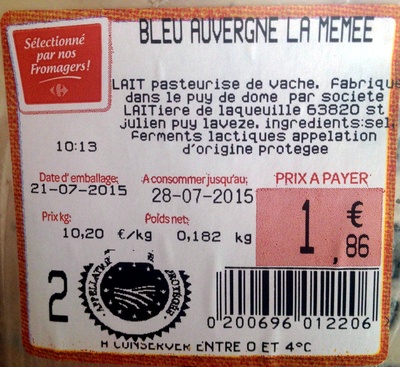 BLEU AUVERGNE LA MEMEE
Sélectionné
par nos
Fromagers!
LAIT pasteurise de vache. Fabrique
dans le puy de dome par societe
LAITiere de laqueuille 63820 st
julien puy laveze. ingredients:sel,
ferments lactiques appelation
d'origine protegee
10:13
Date d'emballage: A consommer jusqu'au: PRIX A PAYER
21-07-2015 28-07-2015
Prix kg: Poids net: 1,86 €
10,20 €/kg 0,182 kg
2
0 200696 012206
A CONSERVER ENTRE 0 ET 4°C